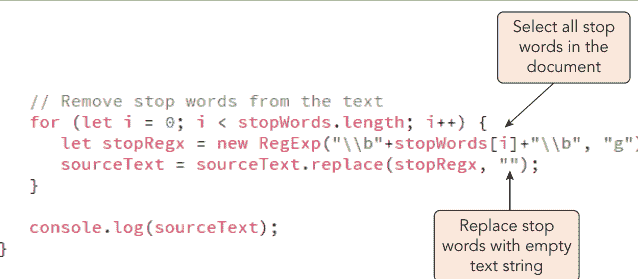 Select all stop
words in the
document
// Remove stop words from the text
for (let i = 0; i < stopWords.length; i++) {
let stopRegx = new RegExp("\\b"+stopWords[i]+"\\b", "g")
sourceText = sourceText.replace(stopRegx, "");
}
console.log(sourceText);
}
Replace stop
words with empty
text string